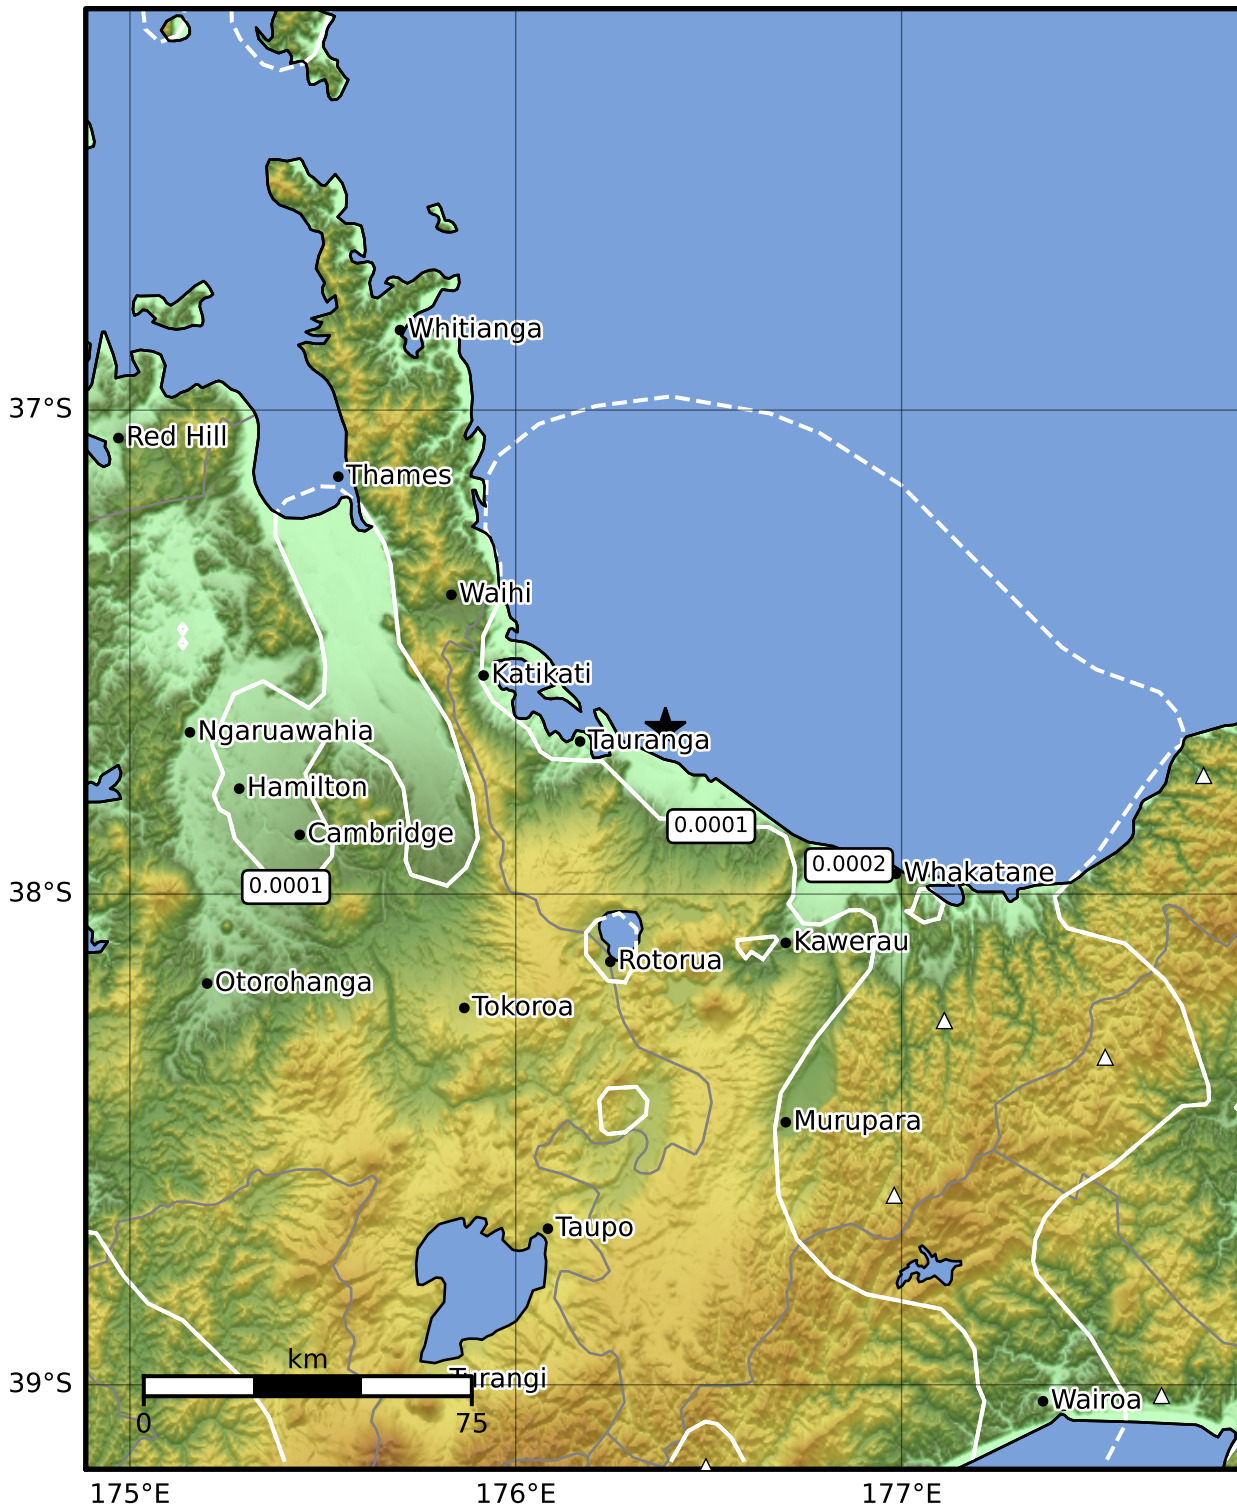 Whitianga
37°S
Red Hill
Thames
Waihi
Katikati
Ngaruawahia
Tauranga
Hamilton
0.0001
Cambridge
0.0002
Whakatane
0.0001
38°S
Kawerau
Rotorua
Otorohanga
Tokoroa
Murupara
Taupo
km
Turangi
39°S
Wairoa
0
75
175°E
176°E
177°E